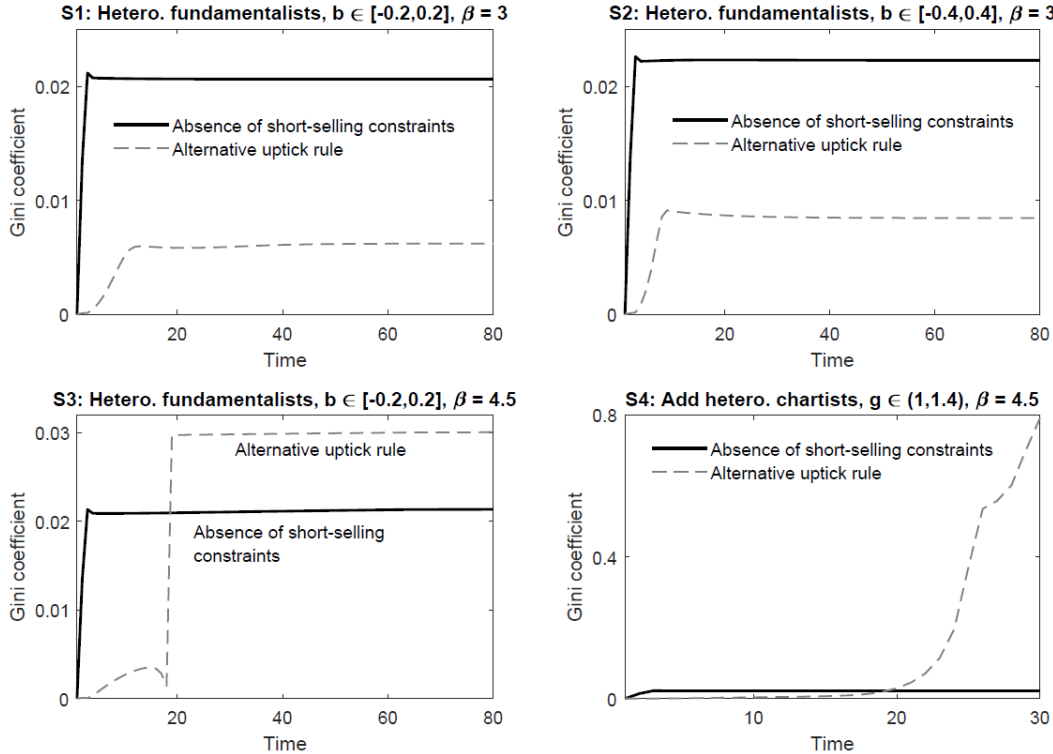 S1: Hetero. fundamentalists, b ∈ [-0.2,0.2], β = 3
Gini coefficient
0.02
0.01
0
Absence of short-selling constraints
Alternative uptick rule
20
40
60
80
Time
S2: Hetero. fundamentalists, b ∈ [-0.4,0.4], β = 3
Gini coefficient
0.02
0.01
0
Absence of short-selling constraints
Alternative uptick rule
20
40
60
80
Time
S3: Hetero. fundamentalists, b ∈ [-0.2,0.2], β = 4.5
Gini coefficient
0.03
0.02
0.01
0
Alternative uptick rule
Absence of short-selling
constraints
20
40
60
80
Time
S4: Add hetero. chartists, g ∈ (1,1.4), β = 4.5
Gini coefficient
0.8
0.4
0
Absence of short-selling constraints
Alternative uptick rule
10
20
30
Time